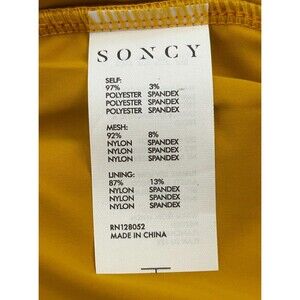 SONCY
SELF:
97% 3%
POLYESTER SPANDEX
POLYESTER SPANDEX
POLYESTER SPANDEX
MESH:
92% 8%
NYLON SPANDEX
NYLON SPANDEX
NYLON SPANDEX
LINING:
87% 13%
NYLON SPANDEX
NYLON SPANDEX
NYLON SPANDEX
RN128052
MADE IN CHINA